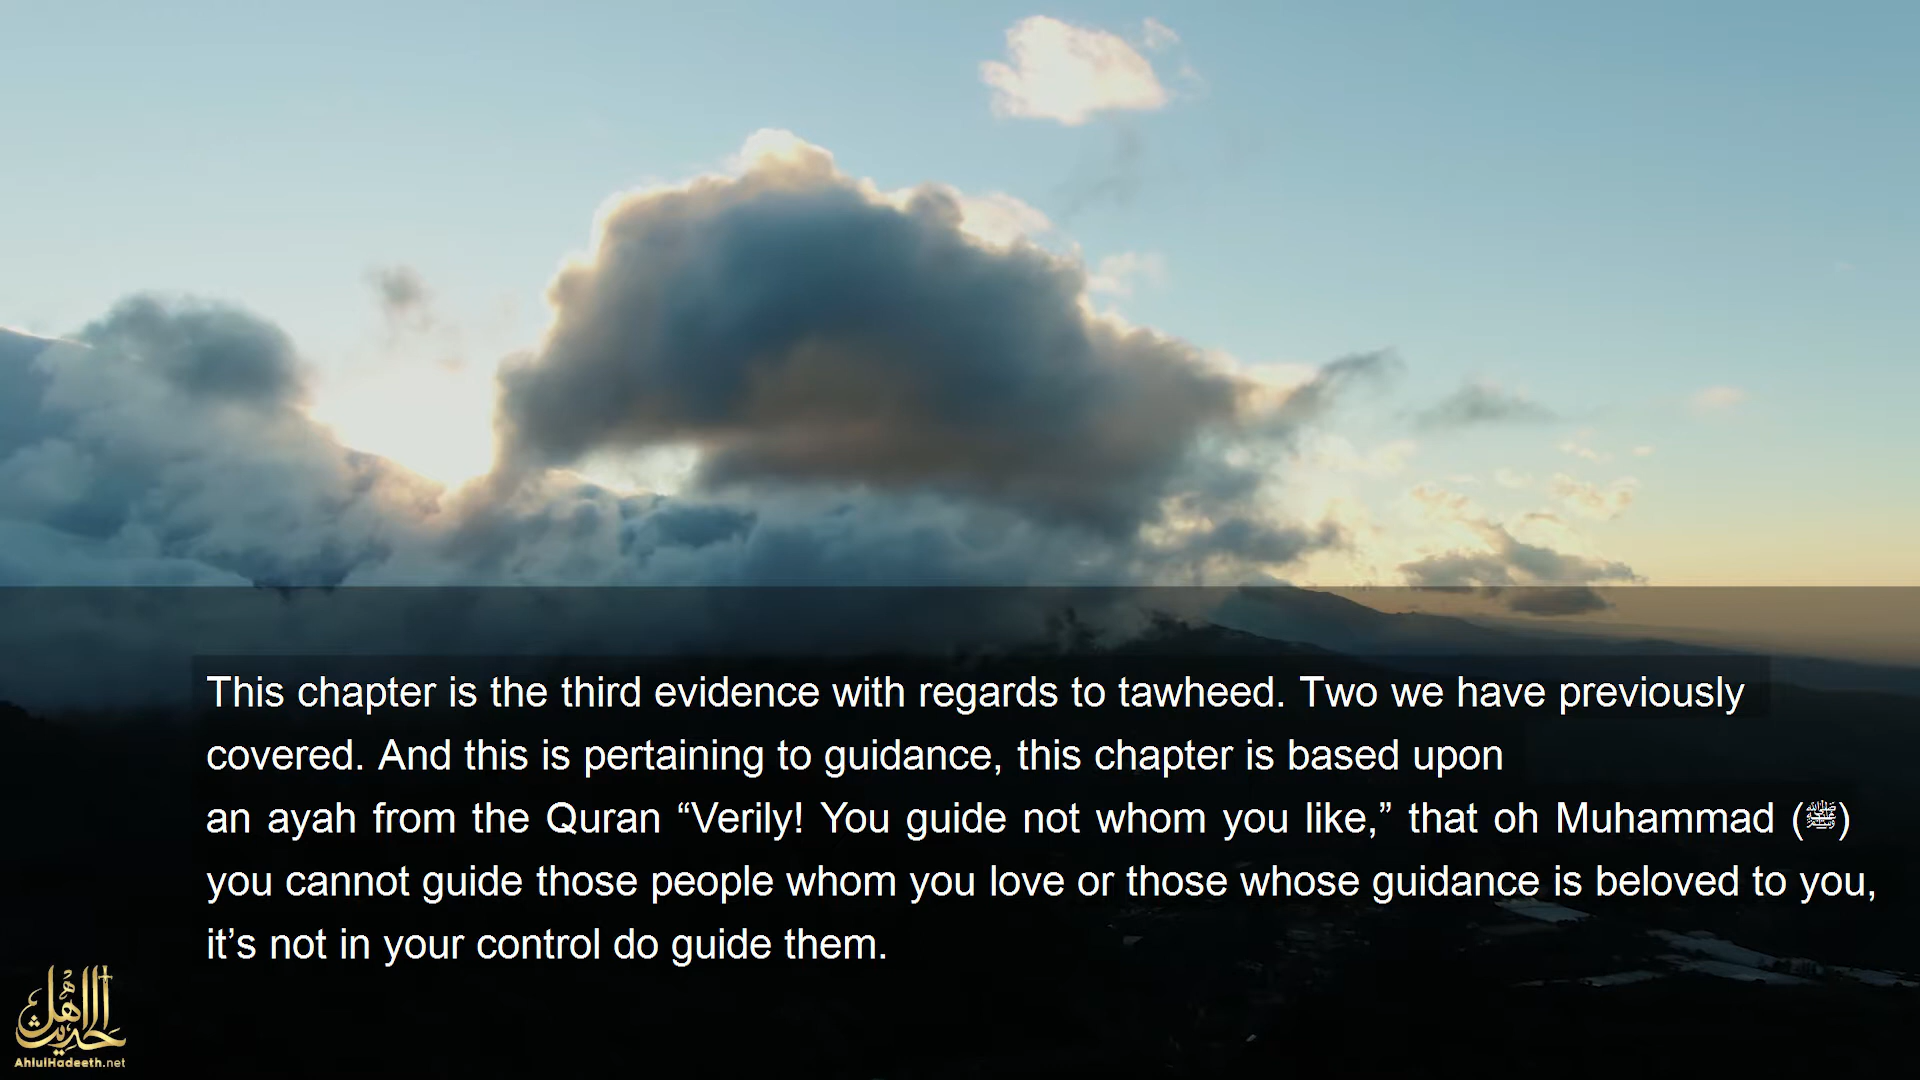 This chapter is the third evidence with regards to tawheed. Two we have previously
covered. And this is pertaining to guidance, this chapter is based upon
an ayah from the Quran “Verily! You guide not whom you like,” that oh Muhammad (ﷺ)
you cannot guide those people whom you love or those whose guidance is beloved to you,
it’s not in your control do guide them.
اهل
حديث
AhlulHadeeth.net